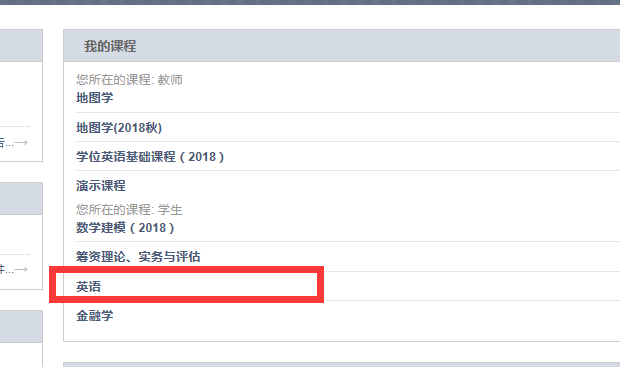 我的课程
您所在的课程: 教师
地图学
地图学(2018秋)
学位英语基础课程（2018）
演示课程
您所在的课程: 学生
数学建模（2018）
筹资理论、实务与评估
英语
金融学